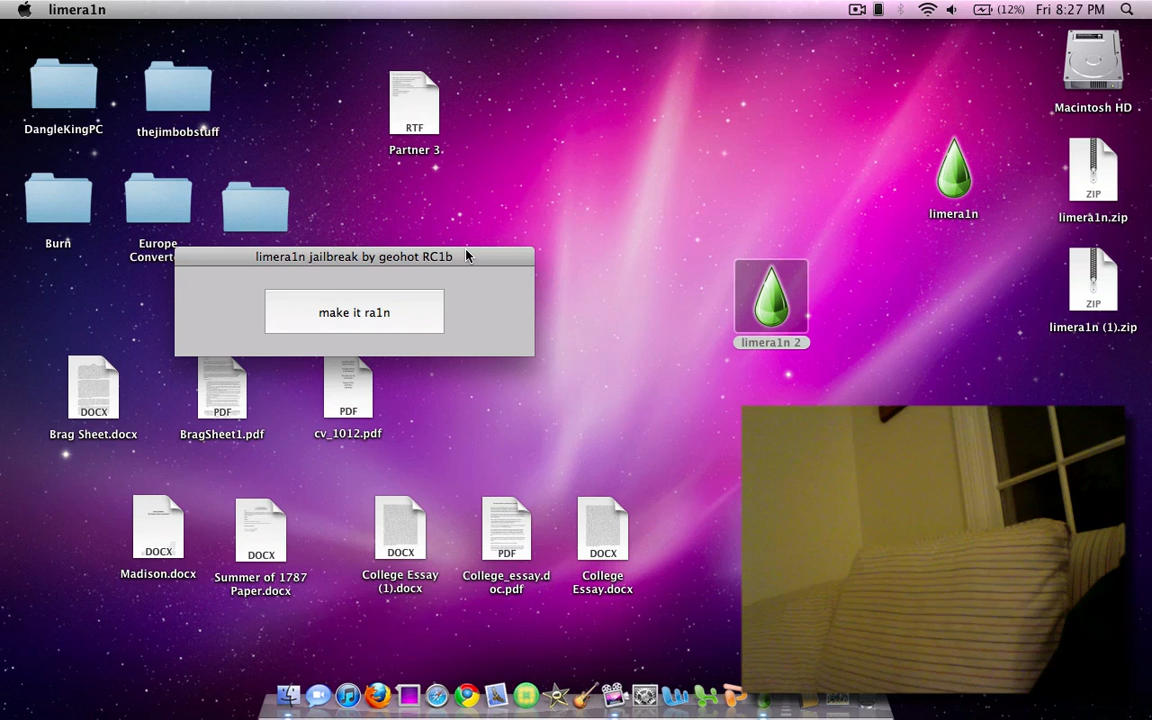 limera1n
(12%) Fri 8:27 PM
DangleKingPC
thejimbobstuff
RTF
Partner 3
Macintosh HD
limera1n
ZIP
limera1n.zip
Burn
Europe
Convert
limera1n jailbreak by geohot RC1b
make it ra1n
limera1n 2
ZIP
limera1n (1).zip
DOCX
Brag Sheet.docx
PDF
BragSheet1.pdf
PDF
cv_1012.pdf
DOCX
Madison.docx
DOCX
Summer of 1787
Paper.docx
DOCX
College Essay
(1).docx
PDF
College_essay.d
oc.pdf
DOCX
College
Essay.docx